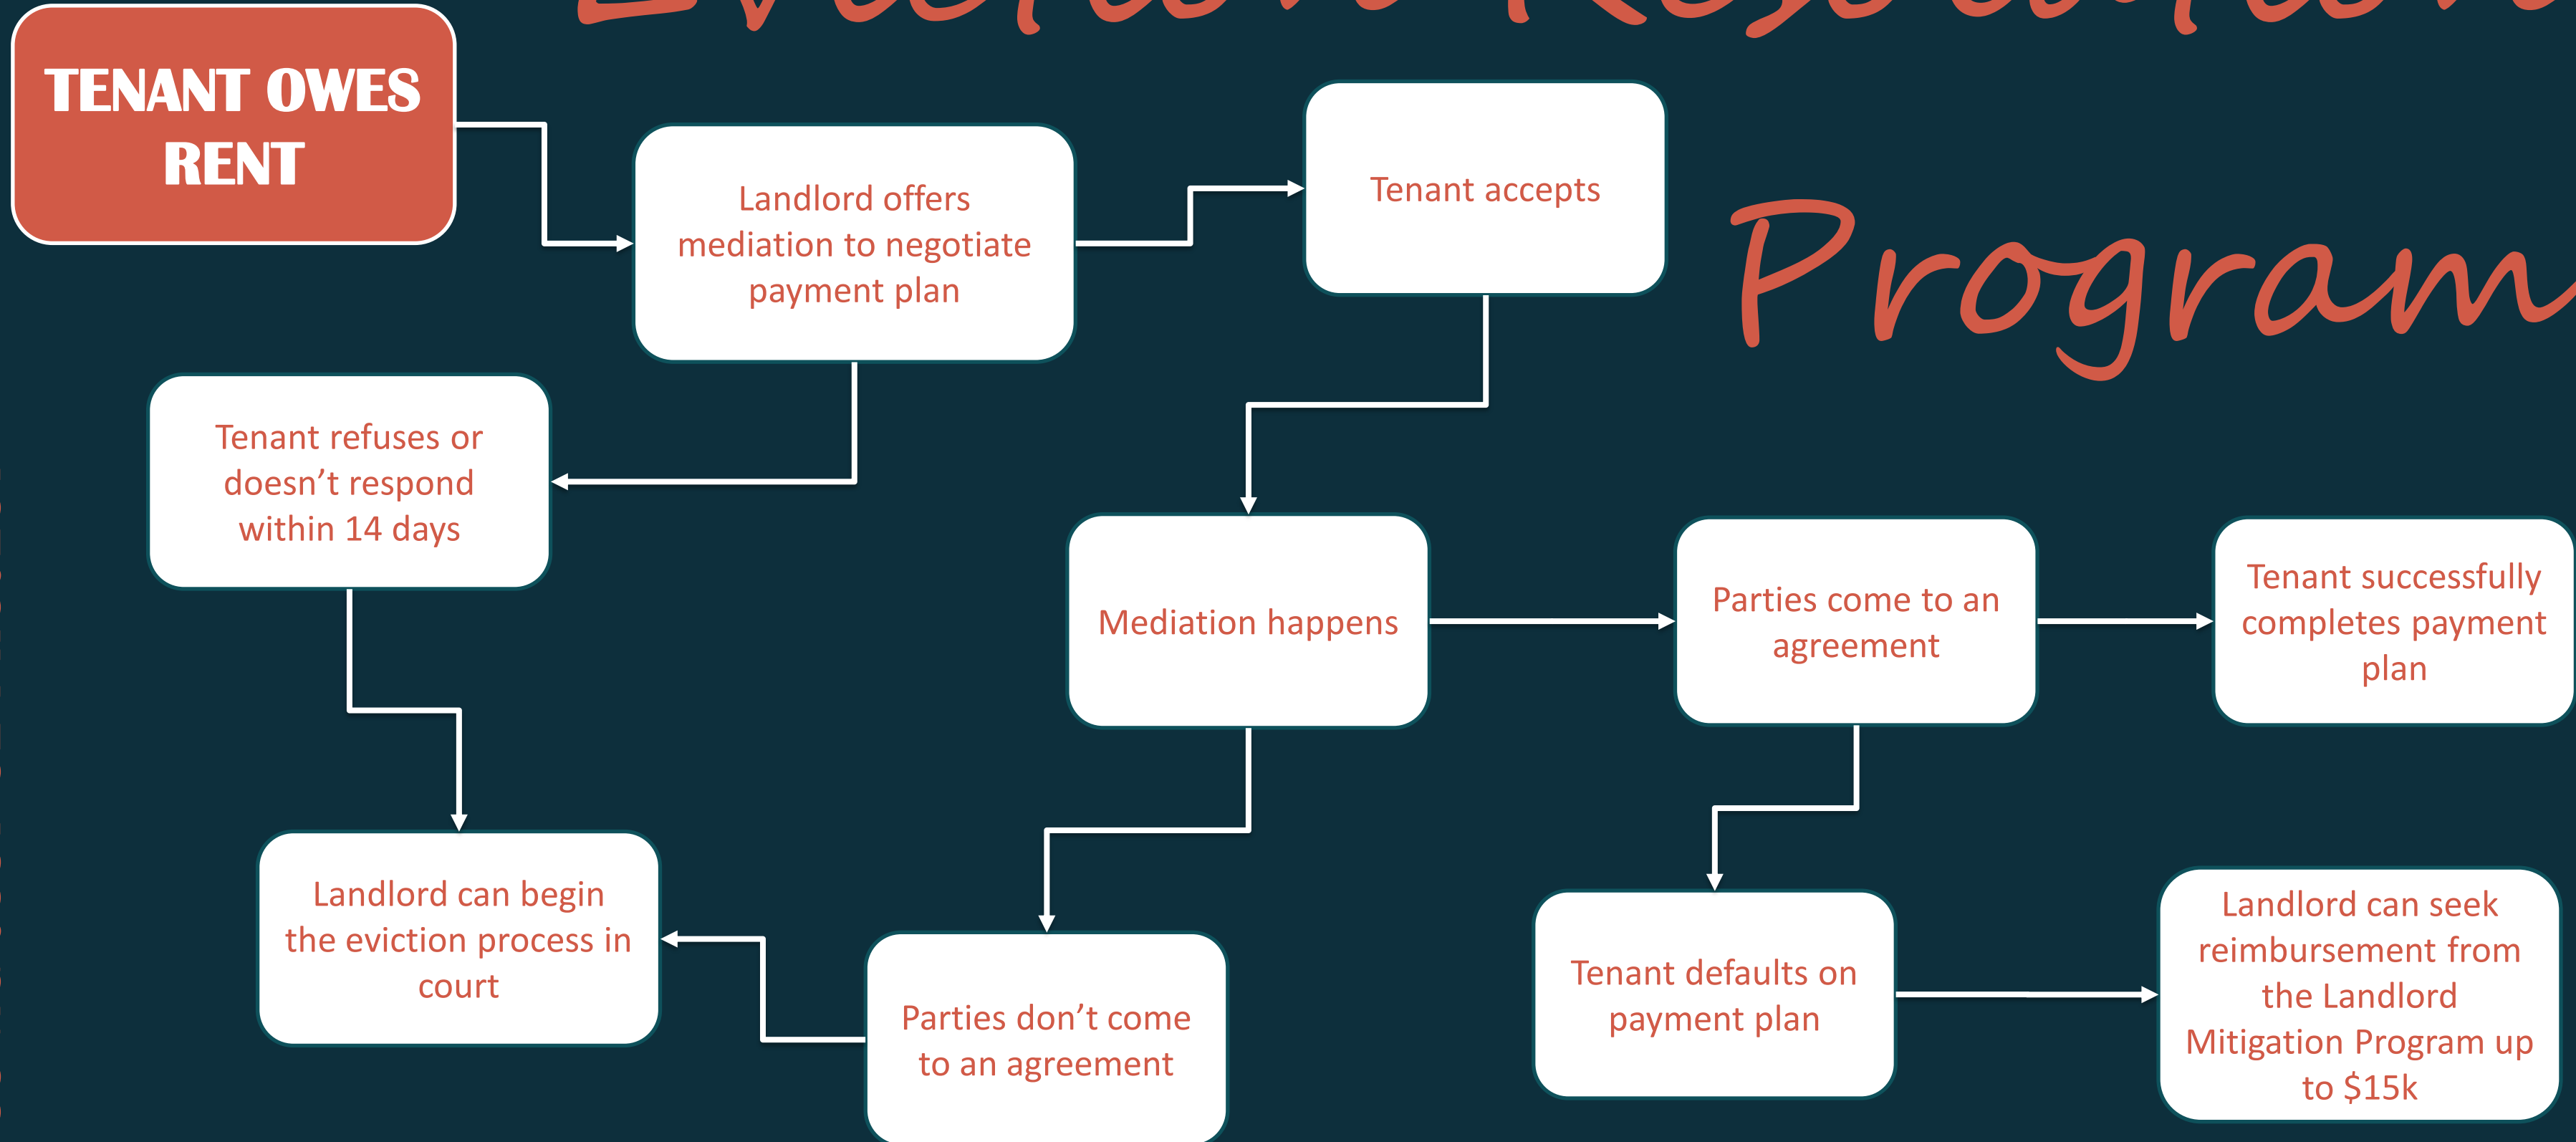 Eviction Resolution
Program
TENANT OWES
RENT
Landlord offers
mediation to negotiate
payment plan
Tenant accepts
Tenant refuses or
doesn’t respond
within 14 days
Mediation happens
Parties come to an
agreement
Tenant successfully
completes payment
plan
Landlord can begin
the eviction process in
court
Parties don’t come
to an agreement
Tenant defaults on
payment plan
Landlord can seek
reimbursement from
the Landlord
Mitigation Program up
to $15k